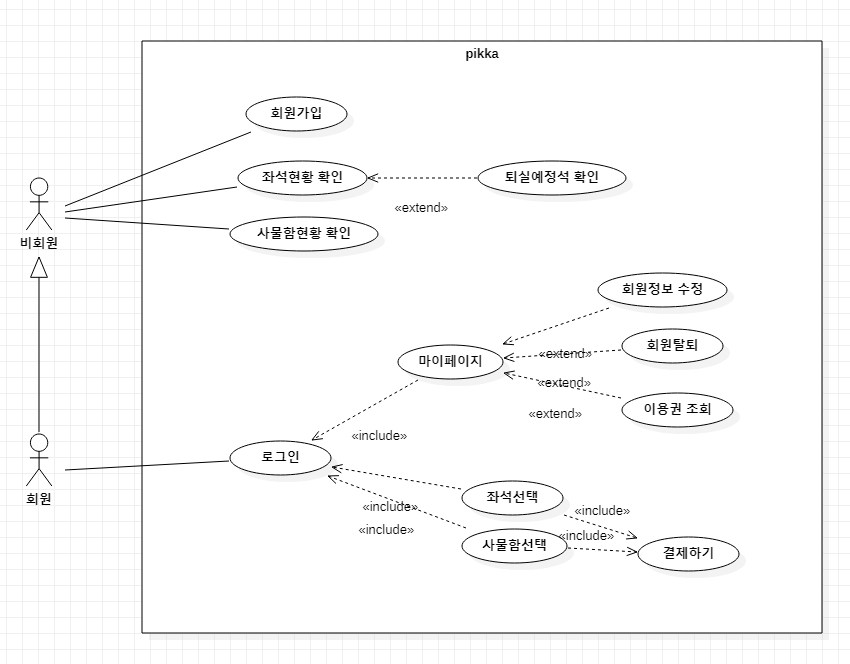 pikka
회원가입
좌석현황 확인
퇴실예정석 확인
«extend»
사물함현황 확인
비회원
회원정보 수정
회원탈퇴
마이페이지
«extend»
«extend»
이용권 조회
«extend»
«include»
로그인
회원
좌석선택
«include»
«include»
«include»
«include»
사물함선택
결제하기